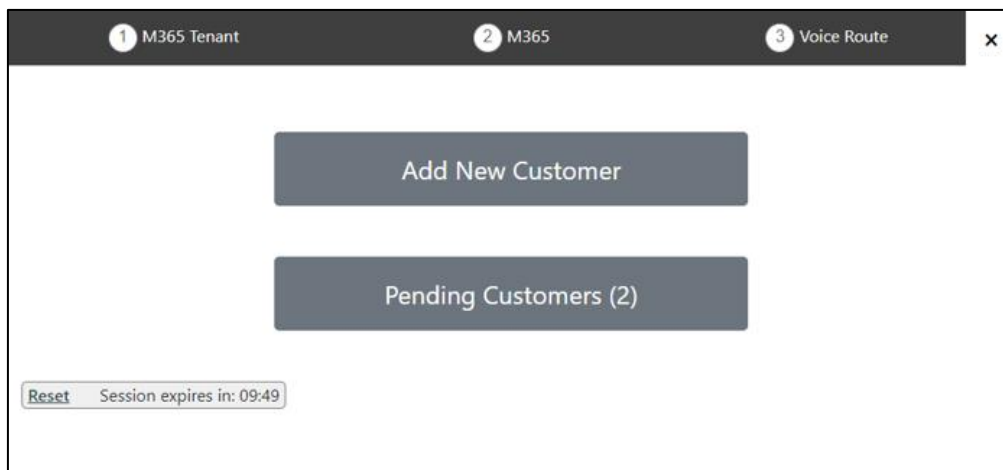 1 M365 Tenant 2 M365 3 Voice Route ×
Add New Customer
Pending Customers (2)
Reset Session expires in: 09:49